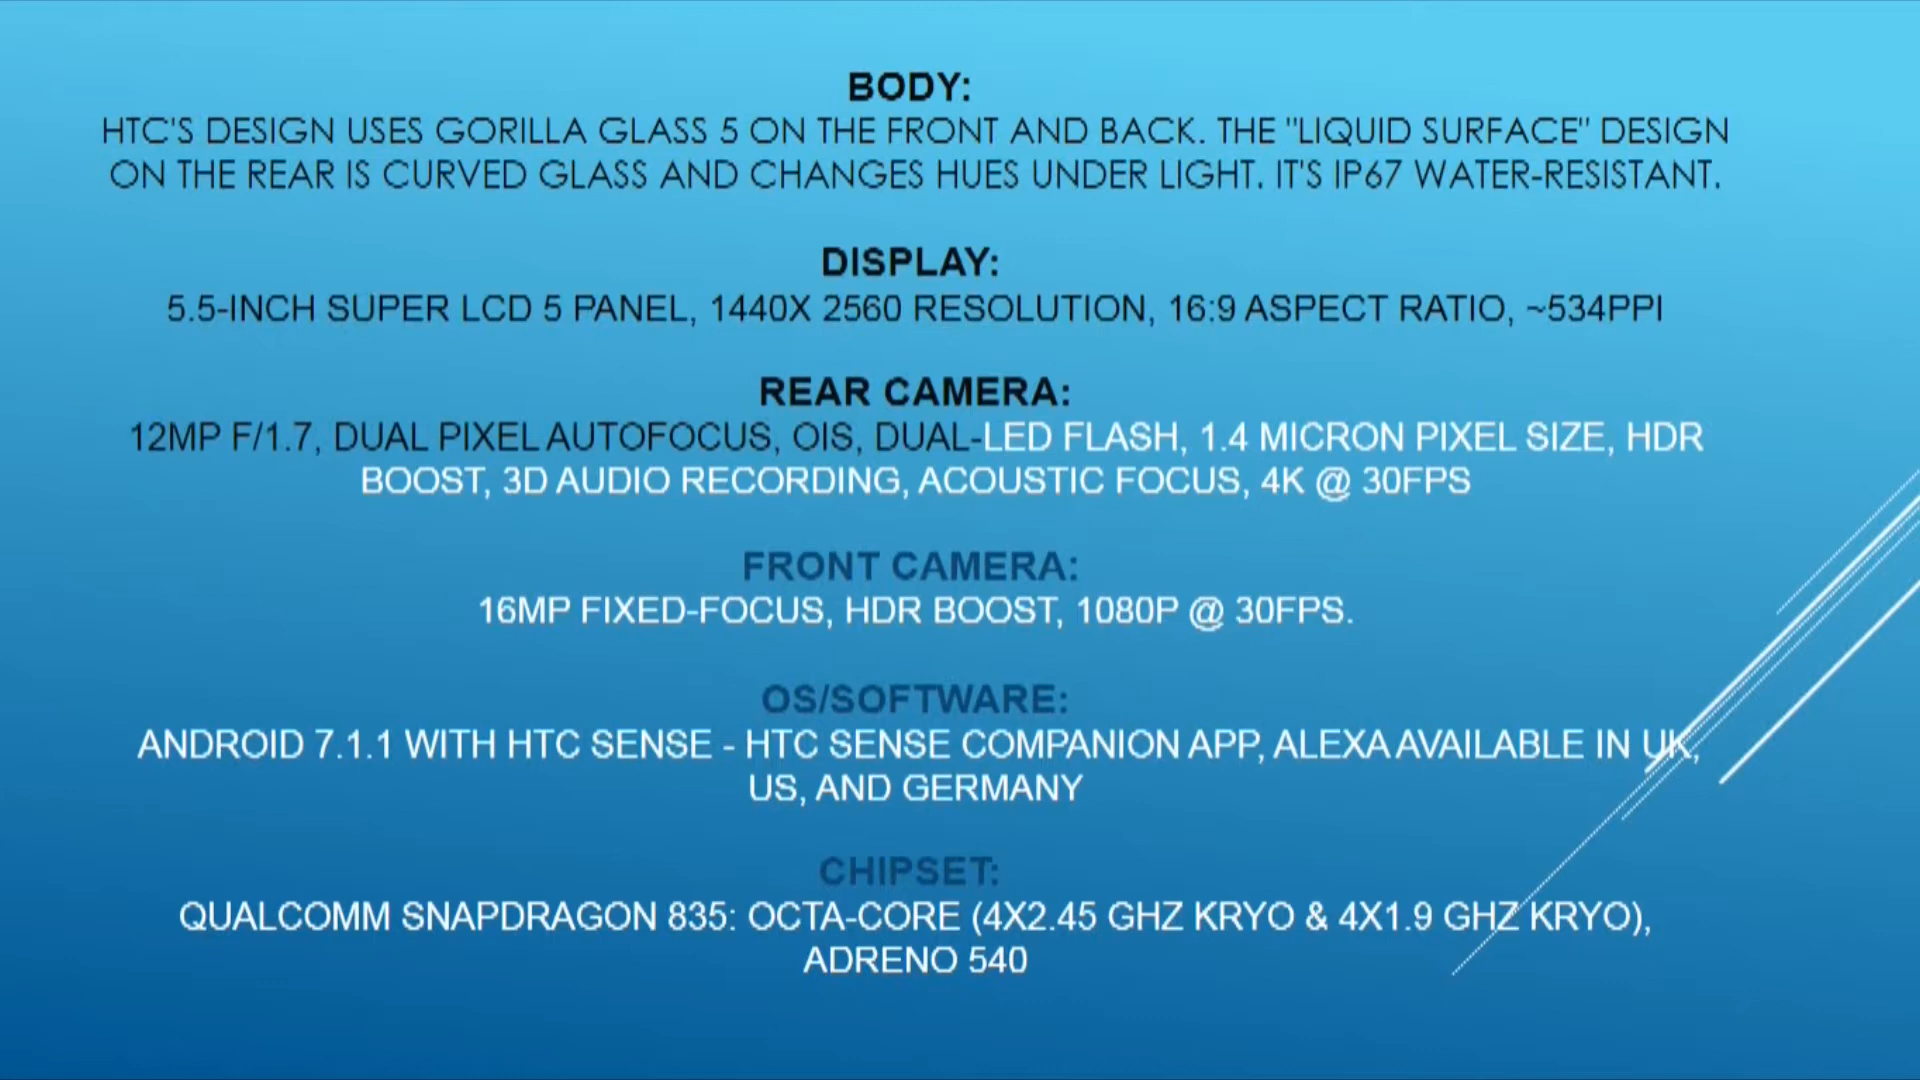 BODY:
HTC'S DESIGN USES GORILLA GLASS 5 ON THE FRONT AND BACK. THE "LIQUID SURFACE" DESIGN
ON THE REAR IS CURVED GLASS AND CHANGES HUES UNDER LIGHT. IT'S IP67 WATER-RESISTANT.
DISPLAY:
5.5-INCH SUPER LCD 5 PANEL, 1440X 2560 RESOLUTION, 16:9 ASPECT RATIO, ~534PPI
REAR CAMERA:
12MP F/1.7, DUAL PIXEL AUTOFOCUS, OIS, DUAL-LED FLASH, 1.4 MICRON PIXEL SIZE, HDR
BOOST, 3D AUDIO RECORDING, ACOUSTIC FOCUS, 4K @ 30FPS
FRONT CAMERA:
16MP FIXED-FOCUS, HDR BOOST, 1080P @ 30FPS.
OS/SOFTWARE:
ANDROID 7.1.1 WITH HTC SENSE - HTC SENSE COMPANION APP, ALEXA AVAILABLE IN UK,
US, AND GERMANY
CHIPSET:
QUALCOMM SNAPDRAGON 835: OCTA-CORE (4X2.45 GHZ KRYO & 4X1.9 GHZ KRYO),
ADRENO 540